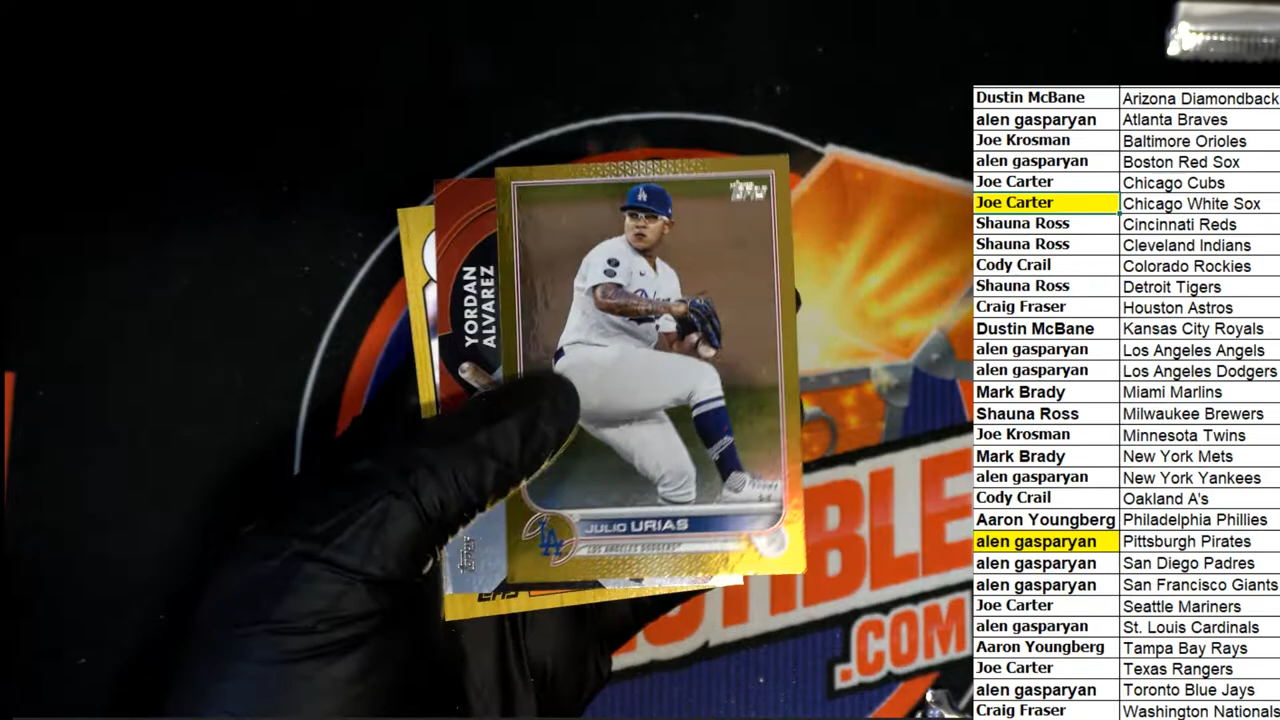 Dustin McBane Arizona Diamondback
alen gasparyan Atlanta Braves
Joe Krosman Baltimore Orioles
alen gasparyan Boston Red Sox
Joe Carter Chicago Cubs
Joe Carter Chicago White Sox
Shauna Ross Cincinnati Reds
Shauna Ross Cleveland Indians
Cody Crail Colorado Rockies
Shauna Ross Detroit Tigers
Craig Fraser Houston Astros
Dustin McBane Kansas City Royals
alen gasparyan Los Angeles Angels
alen gasparyan Los Angeles Dodgers
Mark Brady Miami Marlins
Shauna Ross Milwaukee Brewers
Joe Krosman Minnesota Twins
Mark Brady New York Mets
alen gasparyan New York Yankees
Cody Crail Oakland A's
Aaron Youngberg Philadelphia Phillies
alen gasparyan Pittsburgh Pirates
alen gasparyan San Diego Padres
alen gasparyan San Francisco Giants
Joe Carter Seattle Mariners
alen gasparyan St. Louis Cardinals
Aaron Youngberg Tampa Bay Rays
Joe Carter Texas Rangers
alen gasparyan Toronto Blue Jays
Craig Fraser Washington Nationals
topps
YORDAN
ALVAREZ
LA
JULIO URIAS
LOS ANGELES DODGERS
topps
.COM